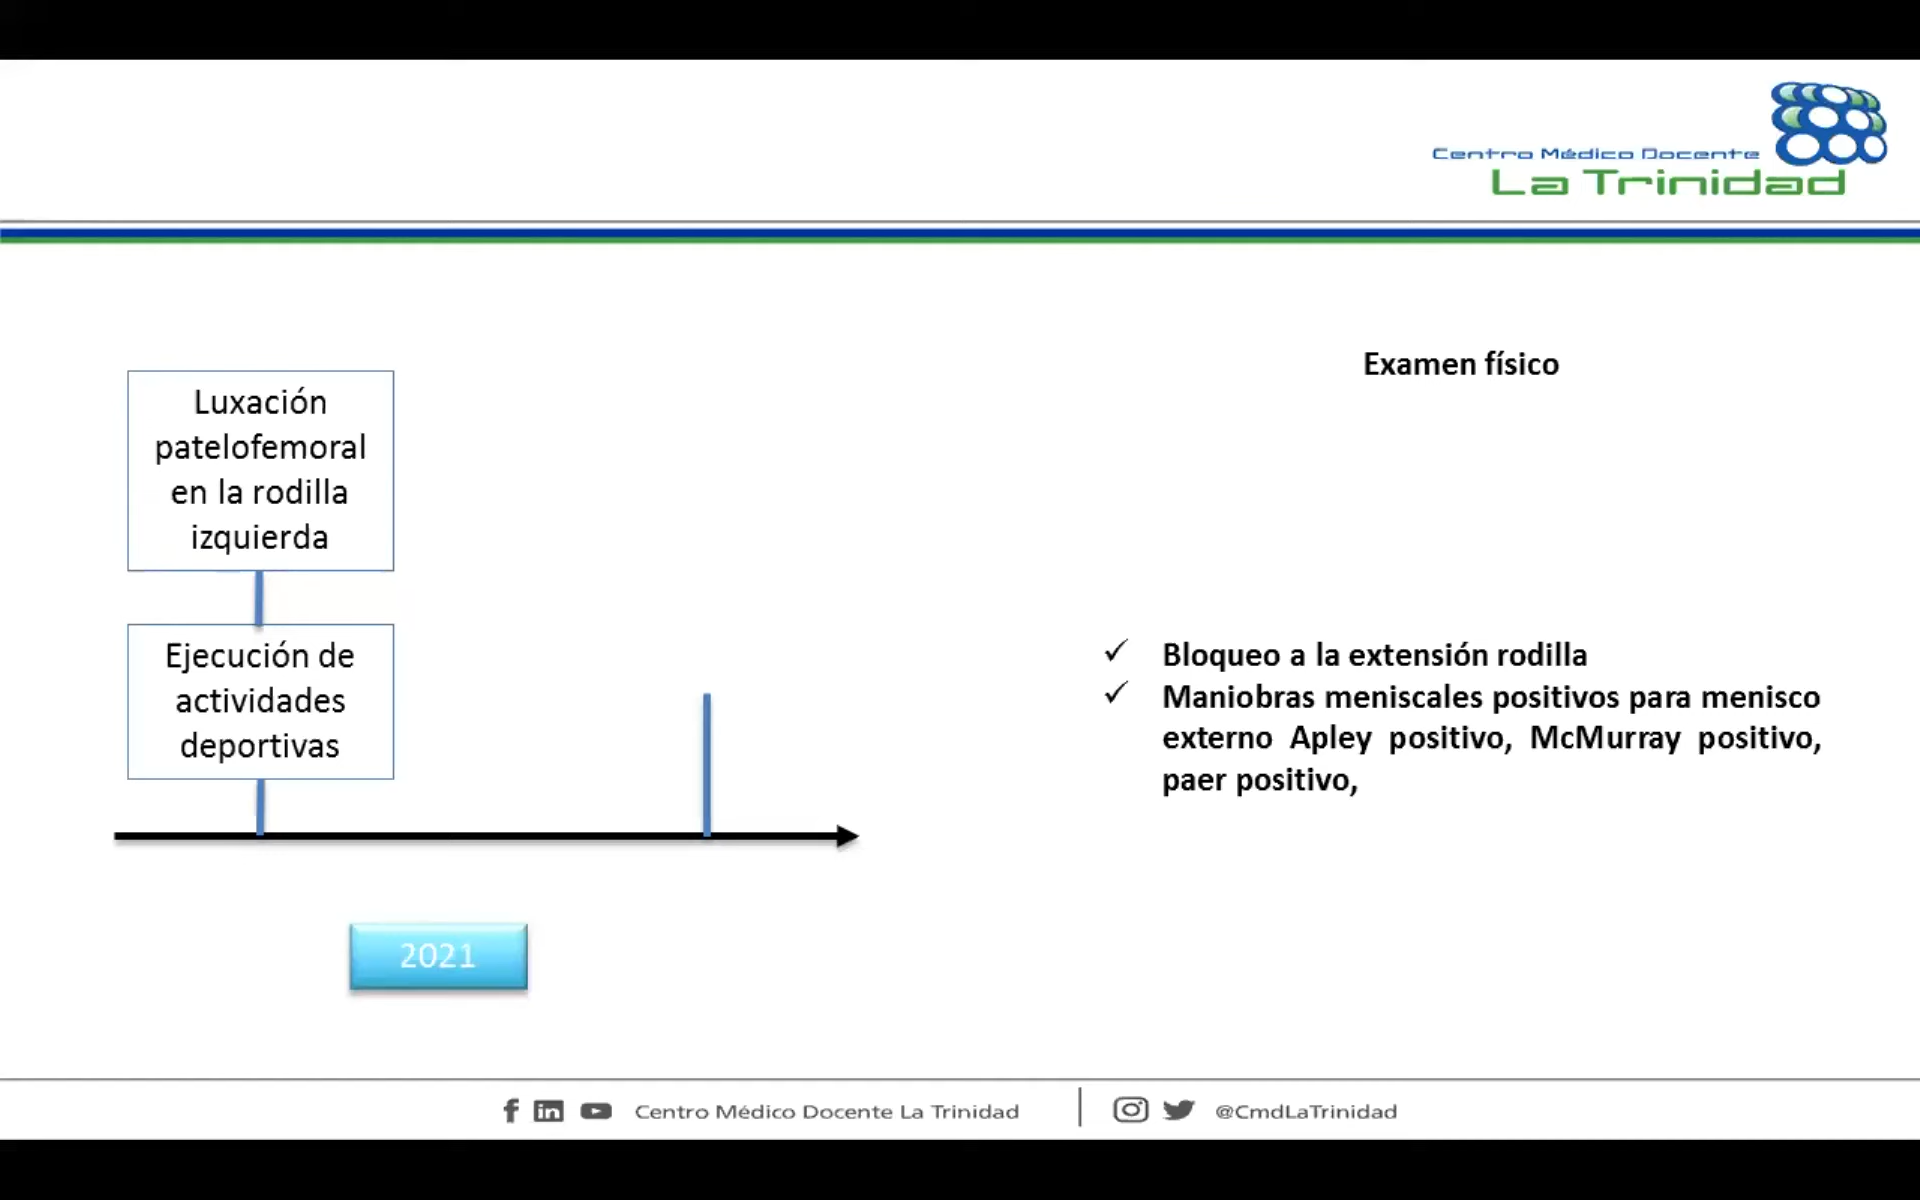 Centro Médico Docente
La Trinidad
Luxación
patelofemoral
en la rodilla
izquierda
Ejecución de
actividades
deportivas
2021
Examen físico
✓ Bloqueo a la extensión rodilla
✓ Maniobras meniscales positivos para menisco
externo Apley positivo, McMurray positivo,
paer positivo,
Centro Médico Docente La Trinidad
@CmdLaTrinidad